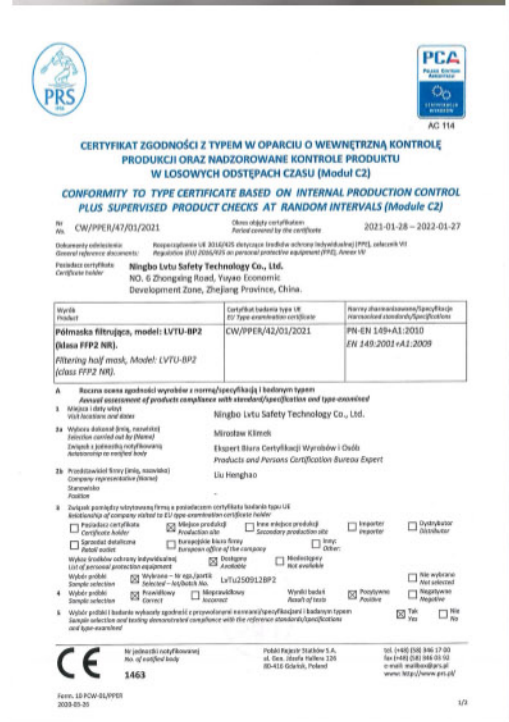 PRS
PCA
AC 114
CERTYFIKAT ZGODNOŚCI Z TYPEM W OPARCIU O WEWNĘTRZNĄ KONTROLĘ
PRODUKCJI ORAZ NADZOROWANE KONTROLE PRODUKTU
W LOSOWYCH ODSTĘPACH CZASU (Moduł C2)
CONFORMITY TO TYPE CERTIFICATE BASED ON INTERNAL PRODUCTION CONTROL
PLUS SUPERVISED PRODUCT CHECKS AT RANDOM INTERVALS (Module C2)
Nr
No. CW/PPER/47/01/2021
Okres objęty certyfikatem
Period covered by the certificate 2021-01-28 – 2022-01-27
Dokumenty odniesienia: Rozporządzenie UE 2016/425 dotyczące środków ochrony indywidualnej (PPE), załącznik VII
General reference documents: Regulation (EU) 2016/425 on personal protective equipment (PPE), Annex VII
Posiadacz certyfikatu Ningbo Lvtu Safety Technology Co., Ltd.
Certificate holder NO. 6 Zhongxing Road, Yuyao Economic
Development Zone, Zhejiang Province, China.
Wyrób Certyfikat badania typu UE Normy zharmonizowane/Specyfikacje
Product EU Type-examination certificate Harmonised standards/Specifications
Półmaska filtrująca, model: LVTU-BP2 CW/PPER/42/01/2021 PN-EN 149+A1:2010
(klasa FFP2 NR). EN 149:2001+A1:2009
Filtering half mask, Model: LVTU-BP2
(class FFP2 NR).
A Roczna ocena zgodności wyrobów z normą/specyfikacją i badanym typem
Annual assessment of products compliance with standard/specification and type-examined
1 Miejsca i daty wizyt Ningbo Lvtu Safety Technology Co., Ltd.
Visit locations and dates
2a Wyboru dokonał (imię, nazwisko) Mirosław Klimek
Selection carried out by (Name)
Związek z jednostką notyfikowaną Ekspert Biura Certyfikacji Wyrobów i Osób
Relationship to notified body Products and Persons Certification Bureau Expert
2b Przedstawiciel firmy (imię, nazwisko) Liu Henghao
Company representative (Name)
Stanowisko
Position -
3 Związek pomiędzy wizytowaną firmą a posiadaczem certyfikatu badania typu UE
Relationship of company visited to EU type-examination certificate holder
Posiadacz certyfikatu Miejsce produkcji Inne miejsce produkcji Importer Dystrybutor
Certificate holder Production site Secondary production site Importer Distributor
Sprzedaż detaliczna Europejskie biuro firmy Inny:
Retail outlet European office of the company Other:
Wykaz środków ochrony indywidualnej Dostępny Niedostępny
List of personal protection equipment Available Not available
Wybór próbki Wybrano – Nr egz./partii LvTu250912BP2 Nie wybrano
Sample selection Selected – lot/batch No. Not selected
4 Wybór próbki Prawidłowy Nieprawidłowy Wyniki badań Pozytywne Negatywne
Sample selection Correct Incorrect Result of tests Positive Negative
5 Wybór próbki i badanie wykazały zgodność z przywołanymi normami/specyfikacjami i badanym typem Tak Nie
Sample selection and testing demonstrated compliance with the reference standards/specifications Yes No
and type-examined
CE
1463
Nr jednostki notyfikowanej
No. of notified body
Polski Rejestr Statków S.A.
al. Gen. Józefa Hallera 126
80-416 Gdańsk, Poland
tel. (+48) (58) 346 17 00
fax (+48) (58) 346 03 92
e-mail: mailbox@prs.pl
www: http://www.prs.pl/
Form. 10 PCW-01/PPER
1/2